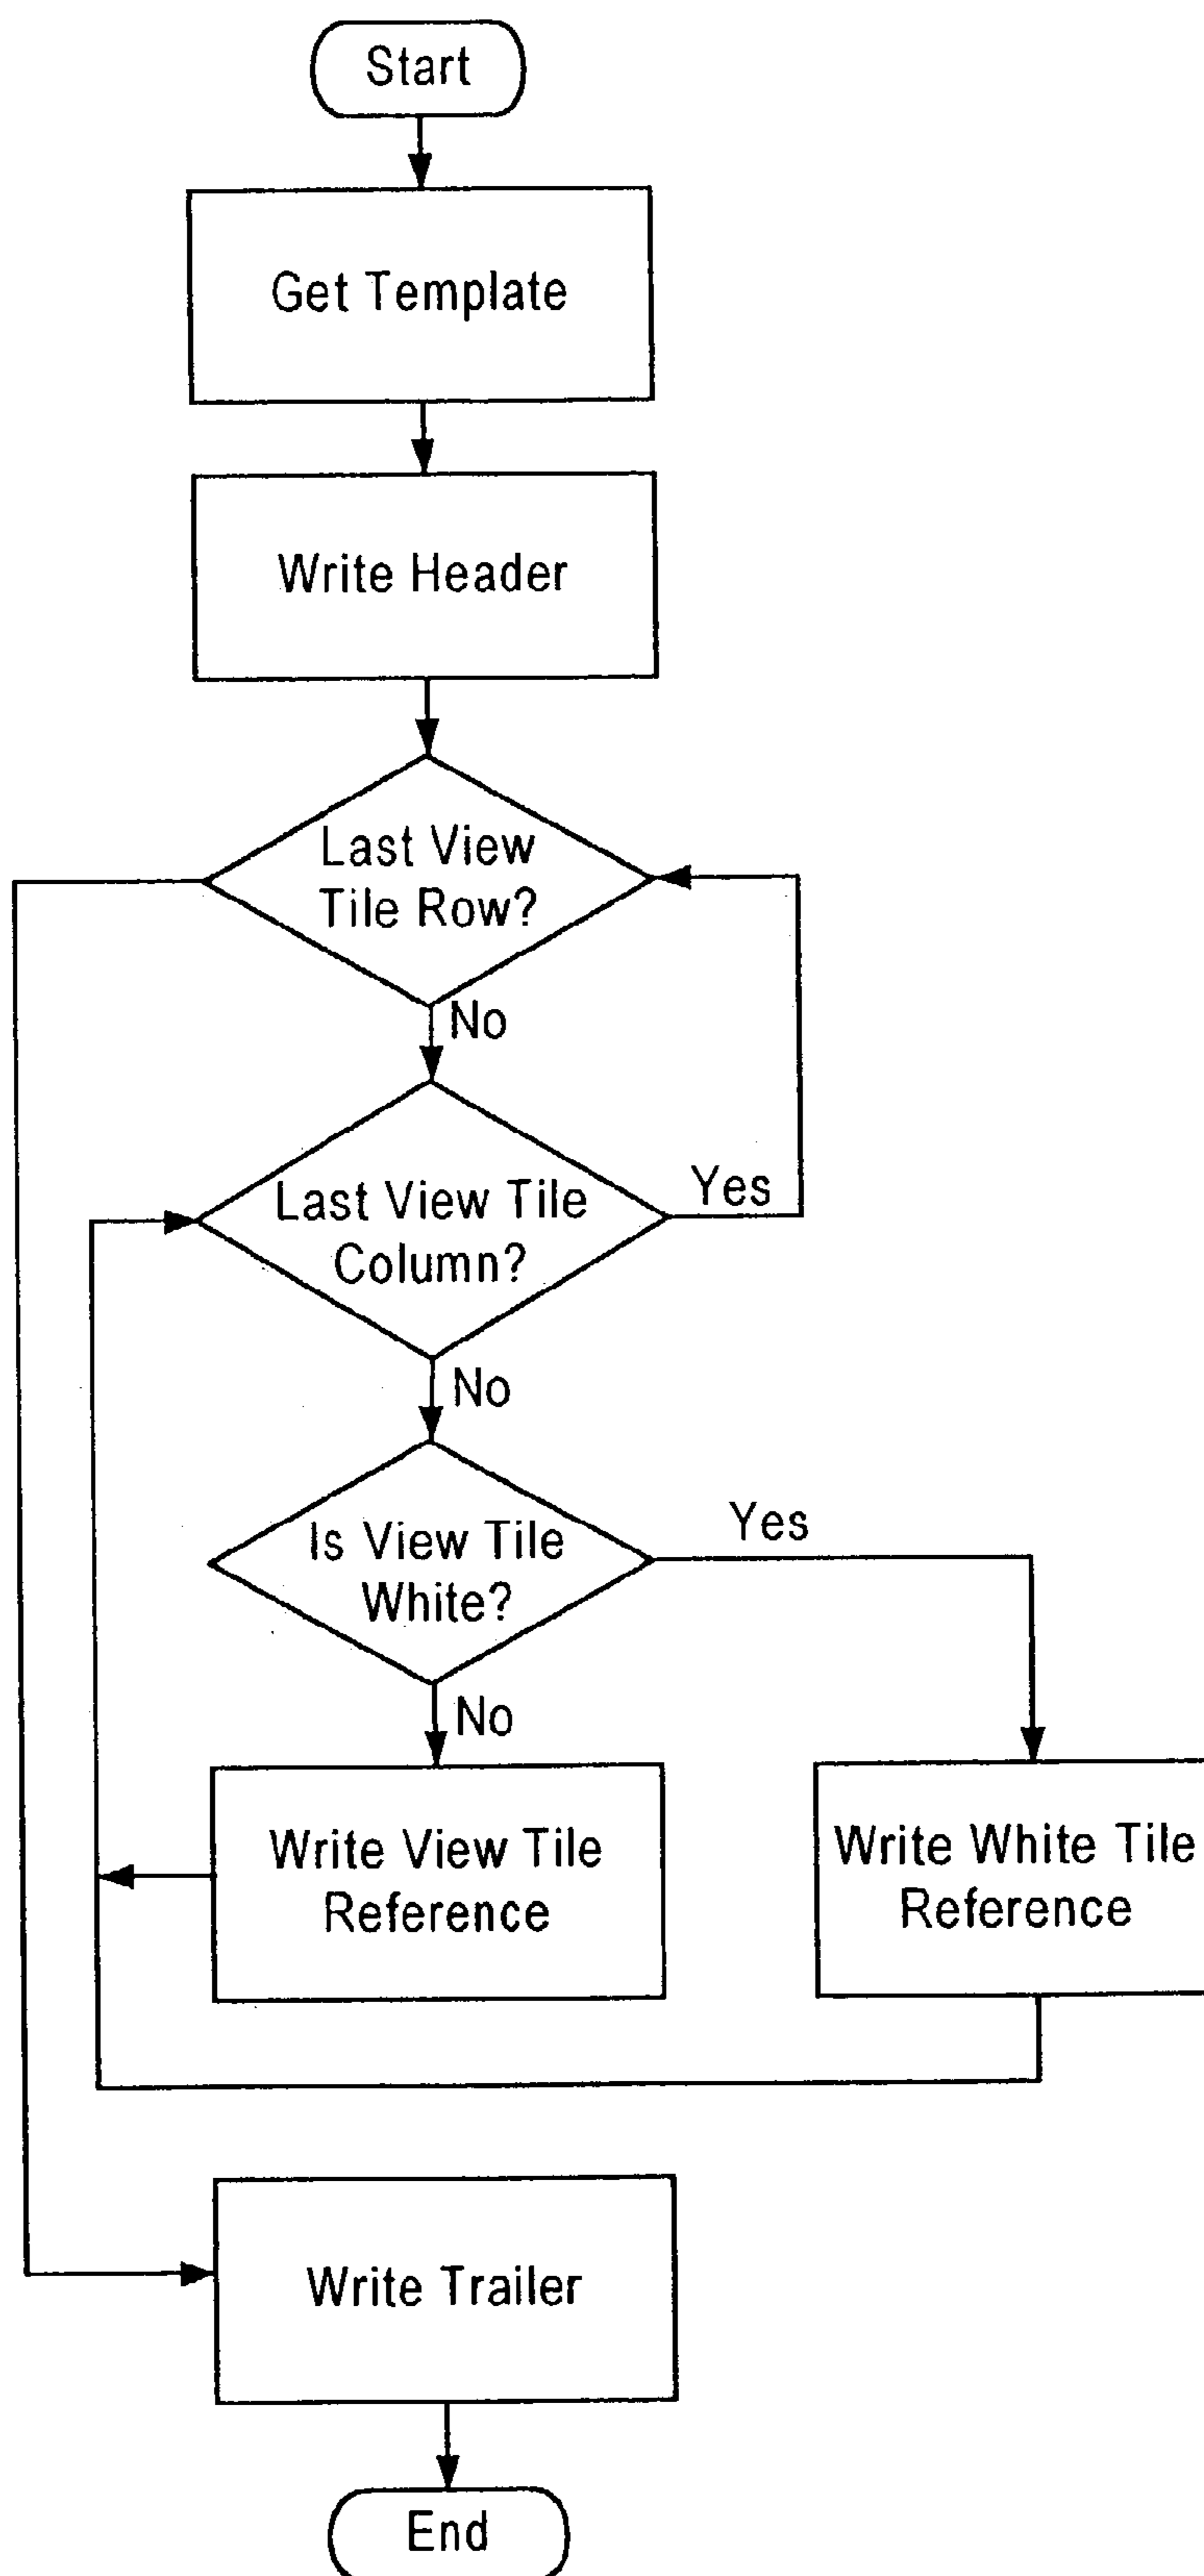 Start
Get Template
Write Header
Last View
Tile Row?
No
Last View Tile
Column?
Yes
No
Is View Tile
White?
Yes
No
Write View Tile
Reference
Write White Tile
Reference
Write Trailer
End